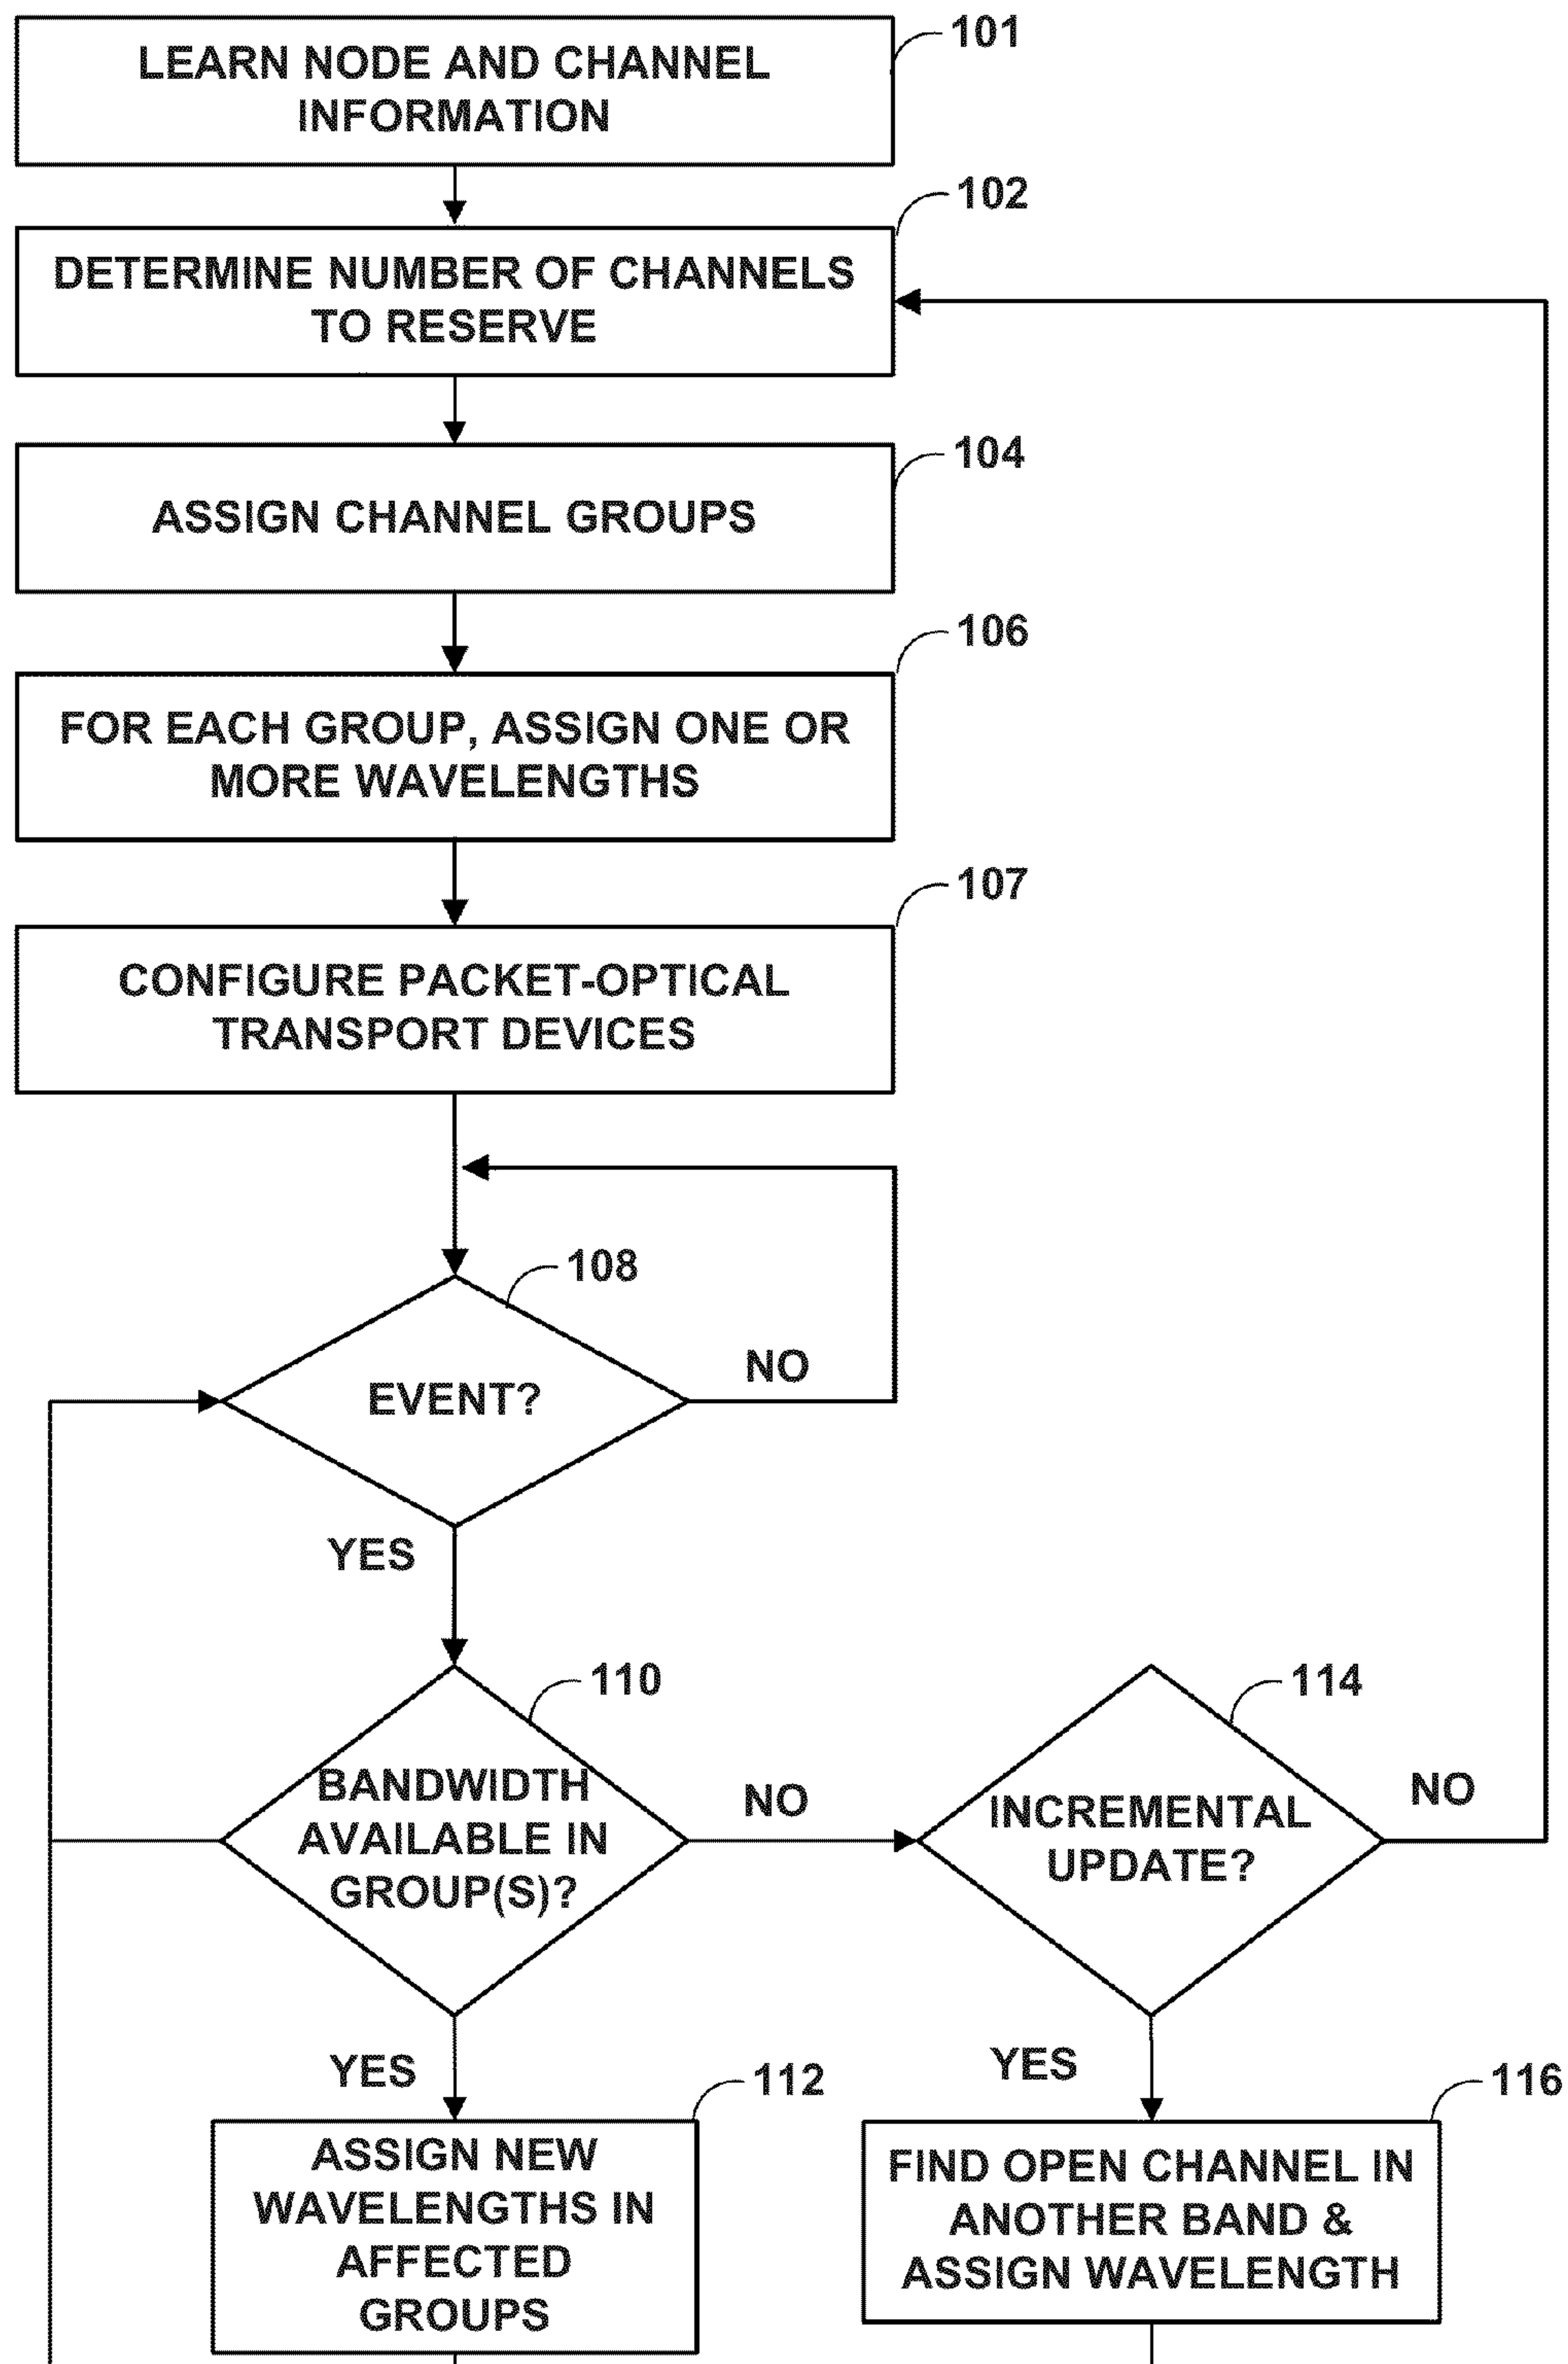 LEARN NODE AND CHANNEL
INFORMATION
101
DETERMINE NUMBER OF CHANNELS
TO RESERVE
102
ASSIGN CHANNEL GROUPS
104
FOR EACH GROUP, ASSIGN ONE OR
MORE WAVELENGTHS
106
CONFIGURE PACKET-OPTICAL
TRANSPORT DEVICES
107
EVENT?
108
NO
YES
BANDWIDTH
AVAILABLE IN
GROUP(S)?
110
NO
INCREMENTAL
UPDATE?
114
NO
YES
ASSIGN NEW
WAVELENGTHS IN
AFFECTED
GROUPS
112
YES
FIND OPEN CHANNEL IN
ANOTHER BAND &
ASSIGN WAVELENGTH
116